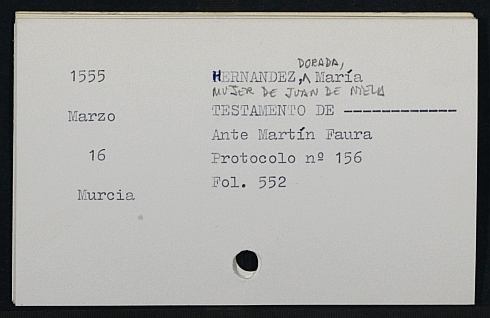 1555
HERNANDEZ, DORADA, María
MUJER DE JUAN DE
Marzo
TESTAMENTO DE -------------
Ante Martín Faura
16
Protocolo nº 156
Fol. 552
Murcia